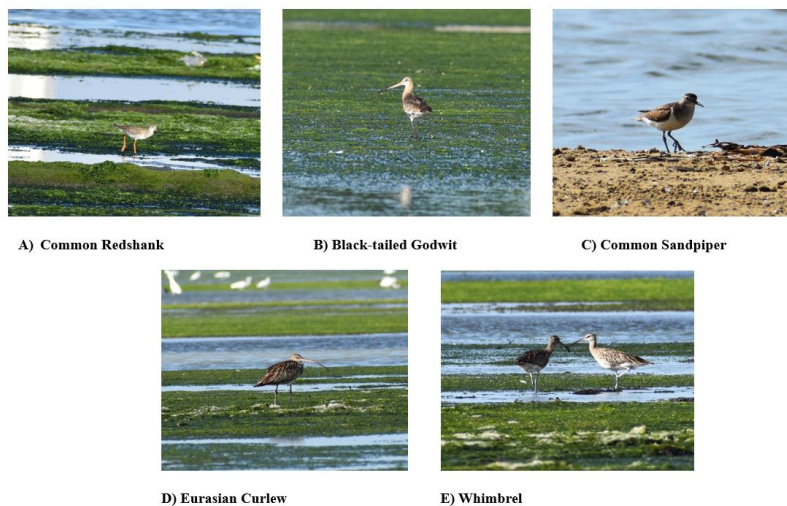 A) Common Redshank
B) Black-tailed Godwit
C) Common Sandpiper
D) Eurasian Curlew
E) Whimbrel